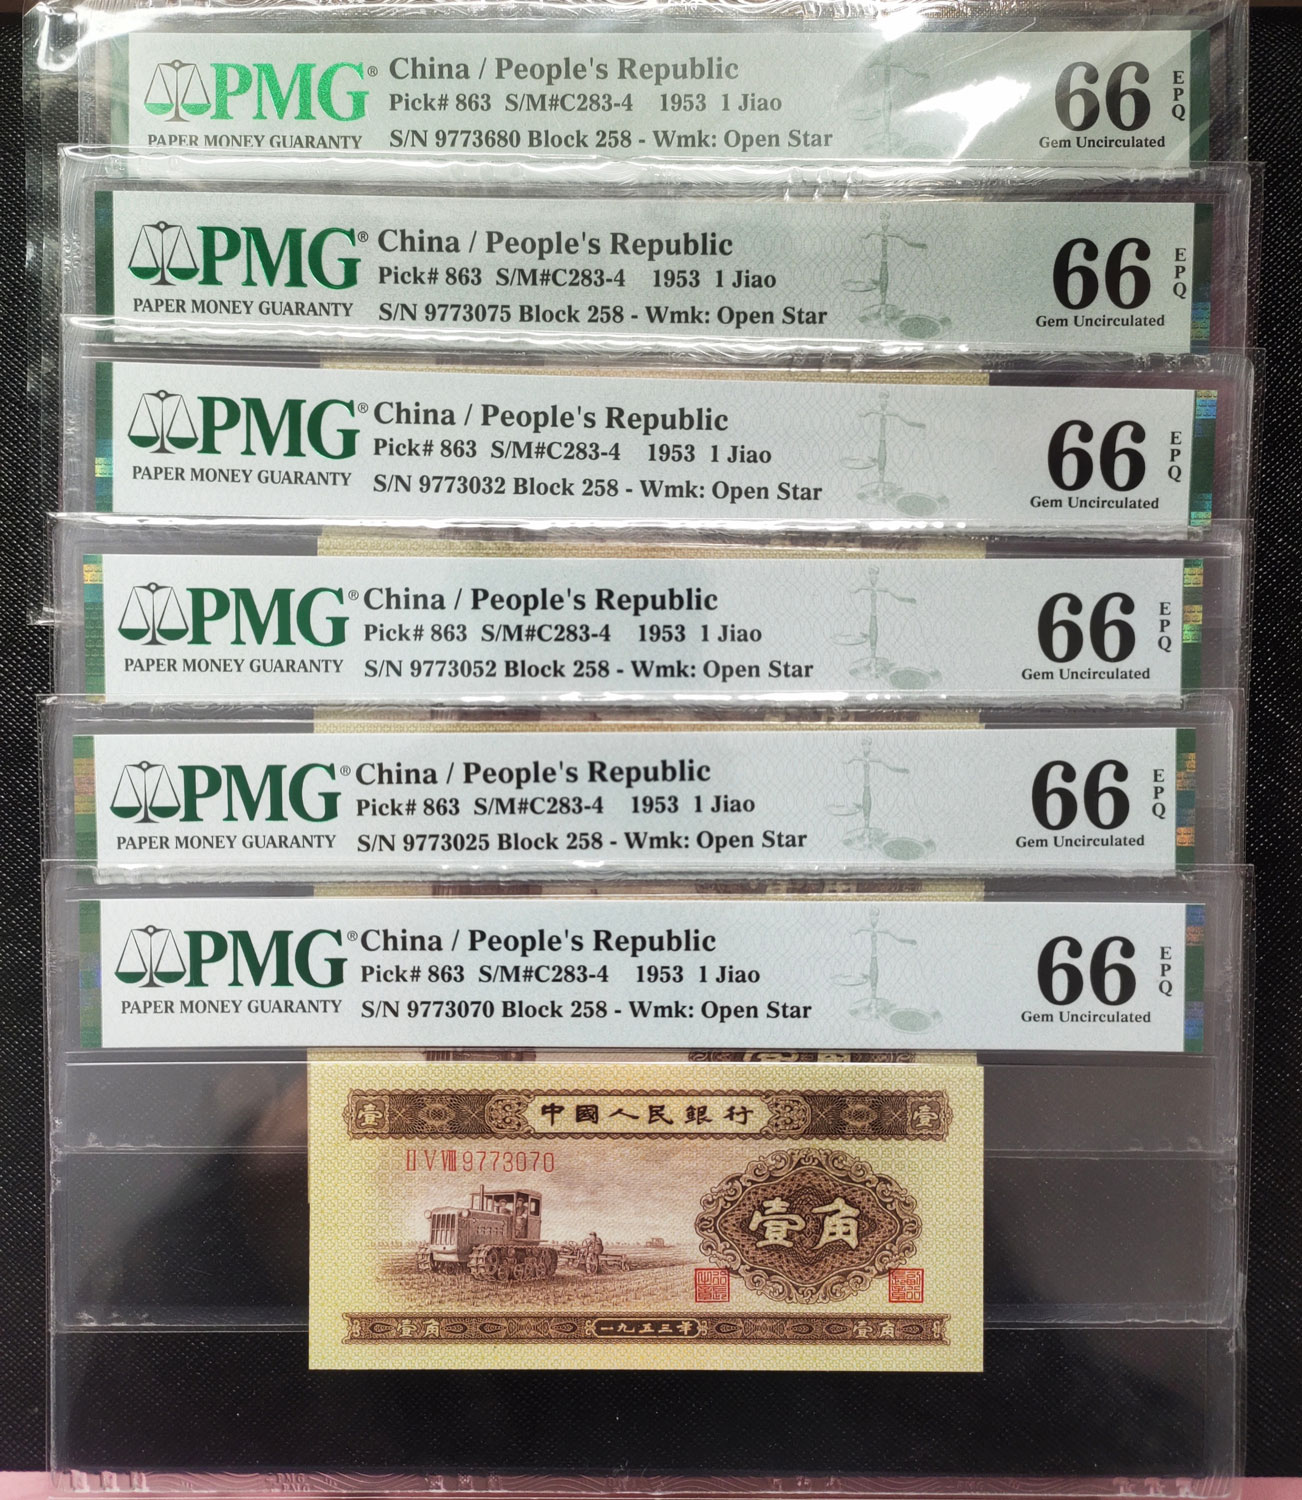 PMG®
PAPER MONEY GUARANTY
China / People's Republic
Pick# 863 S/M#C283-4 1953 1 Jiao
S/N 9773680 Block 258 - Wmk: Open Star
66
EPQ
Gem Uncirculated
PMG®
PAPER MONEY GUARANTY
China / People's Republic
Pick# 863 S/M#C283-4 1953 1 Jiao
S/N 9773075 Block 258 - Wmk: Open Star
66
EPQ
Gem Uncirculated
PMG®
PAPER MONEY GUARANTY
China / People's Republic
Pick# 863 S/M#C283-4 1953 1 Jiao
S/N 9773032 Block 258 - Wmk: Open Star
66
EPQ
Gem Uncirculated
PMG®
PAPER MONEY GUARANTY
China / People's Republic
Pick# 863 S/M#C283-4 1953 1 Jiao
S/N 9773052 Block 258 - Wmk: Open Star
66
EPQ
Gem Uncirculated
PMG®
PAPER MONEY GUARANTY
China / People's Republic
Pick# 863 S/M#C283-4 1953 1 Jiao
S/N 9773025 Block 258 - Wmk: Open Star
66
EPQ
Gem Uncirculated
PMG®
PAPER MONEY GUARANTY
China / People's Republic
Pick# 863 S/M#C283-4 1953 1 Jiao
S/N 9773070 Block 258 - Wmk: Open Star
66
EPQ
Gem Uncirculated
壹 中國人民銀行 壹
II V VIII 9773070
壹角
壹角 一九五三年 壹角